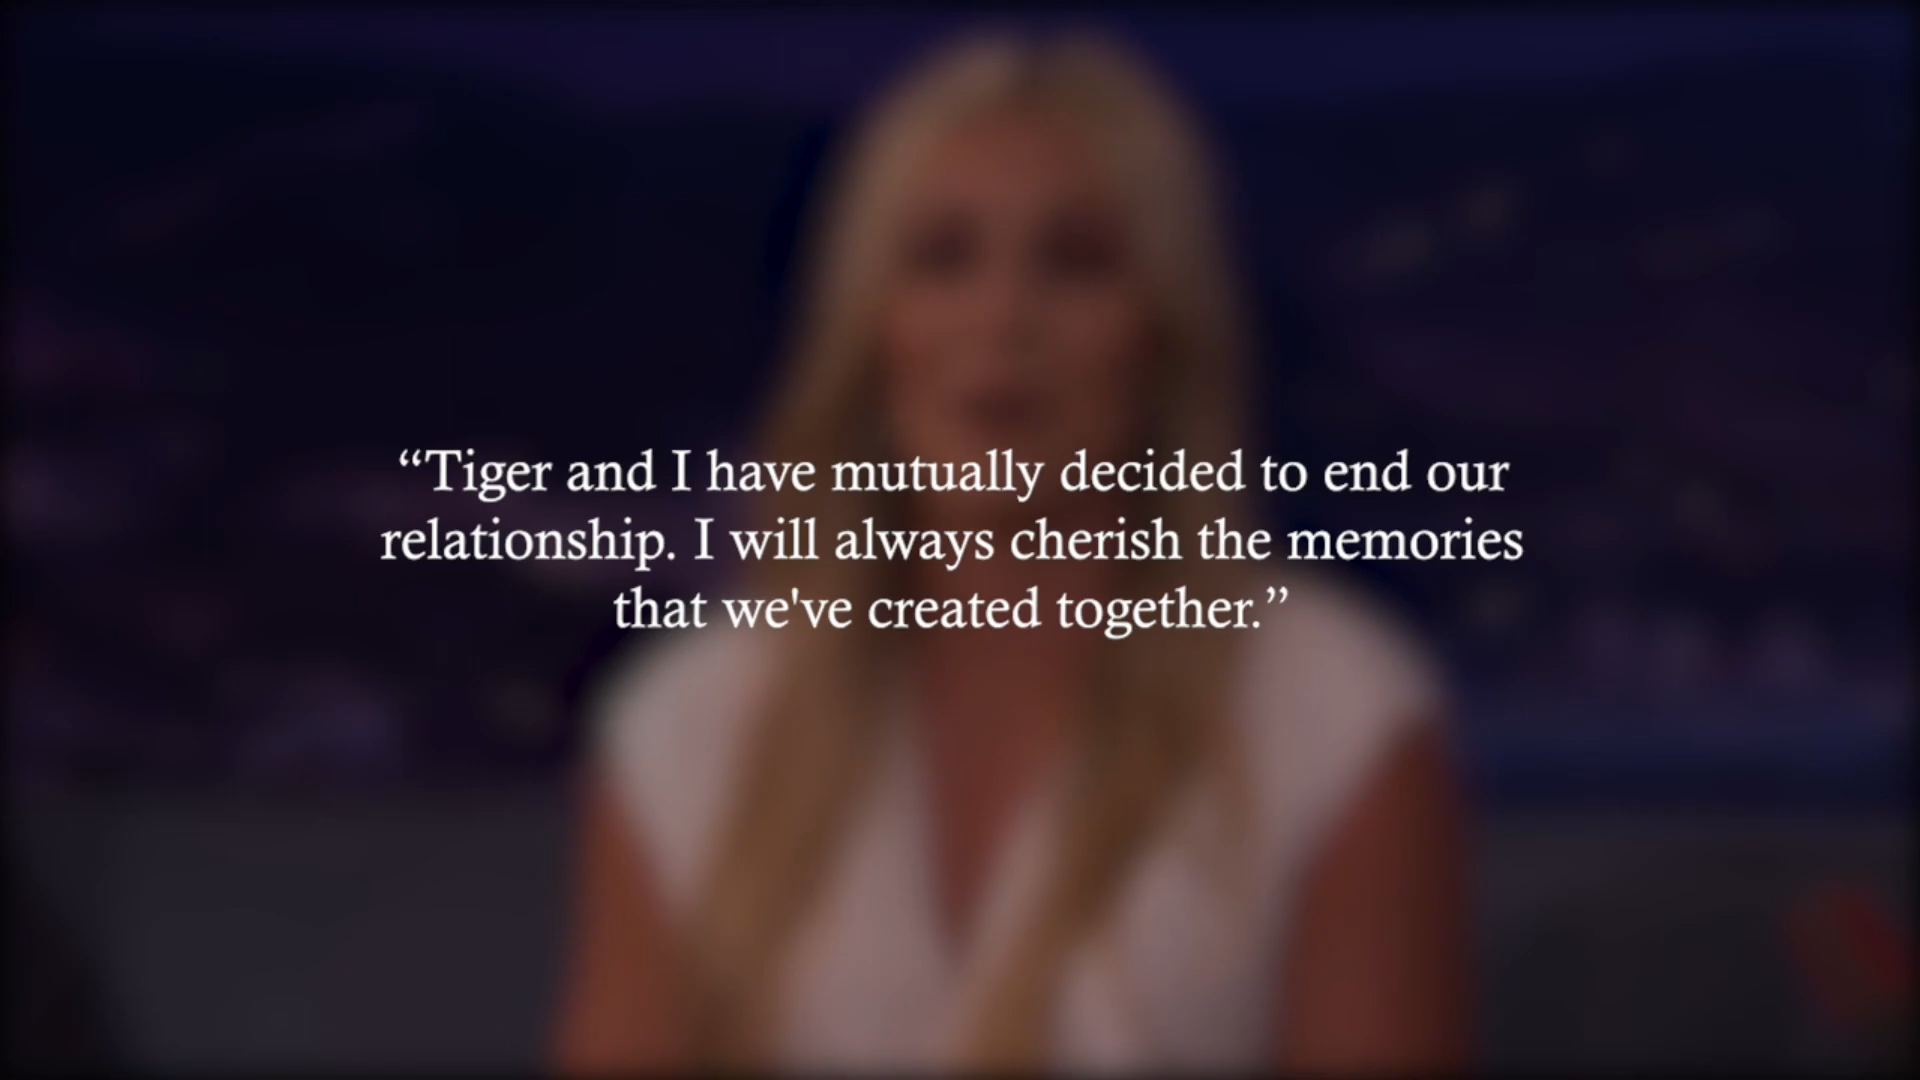 “Tiger and I have mutually decided to end our
relationship. I will always cherish the memories
that we've created together.”